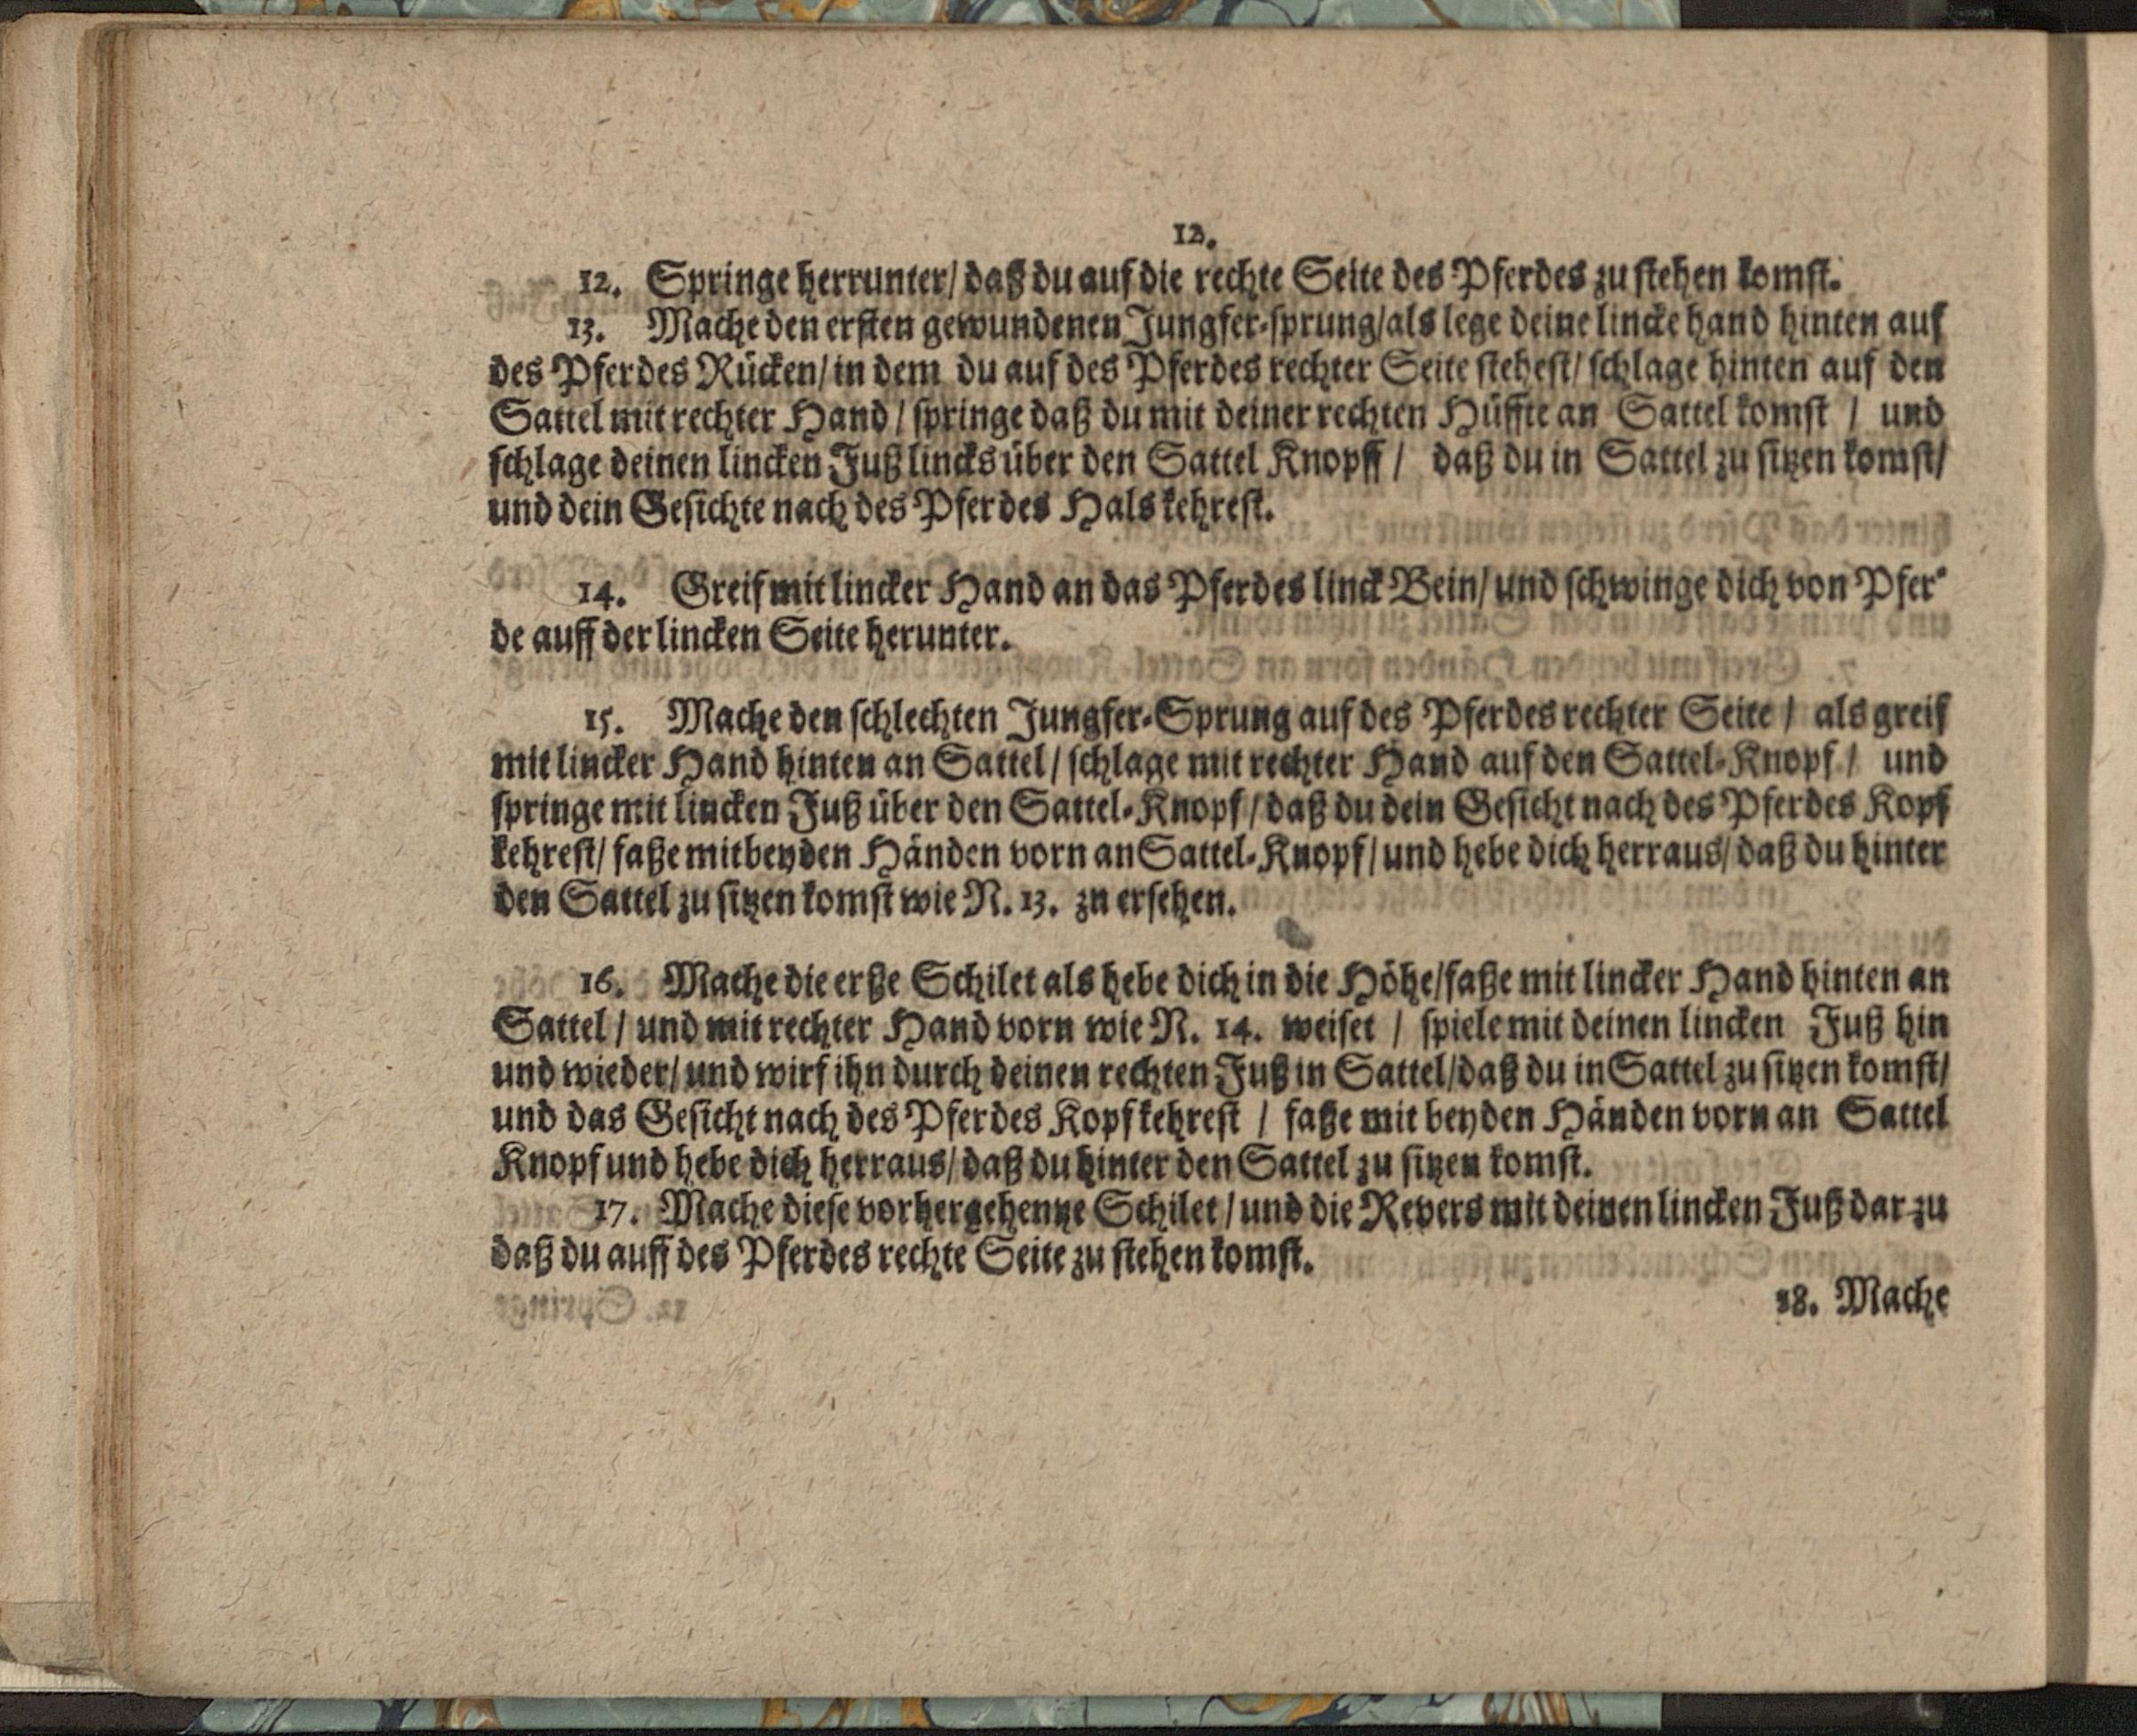 12.
12. Springe herrunter/ daß du auf die rechte Seite des Pferdes zu stehen komst.
13. Mache den ersten gewundenen Jungfer-sprung/als lege deine lincke hand hinten auf
des Pferdes Rücken/ in dem du auf des Pferdes rechter Seite stehest/ schlage hinten auf den
Sattel mit rechter Hand / springe daß du mit deiner rechten Hüffte an Sattel komst / und
schlage deinen lincken Fuß lincks über den Sattel Knopff / daß du in Sattel zu sitzen komst/
und dein Gesichte nach des Pferdes Hals kehrest.
14. Greif mit lincker Hand an das Pferdes linck Bein/ und schwinge dich von Pfer-
de auff der lincken Seite herunter.
15. Mache den schlechten Jungfer-Sprung auf des Pferdes rechter Seite / als greif
mit lincker Hand hinten an Sattel / schlage mit rechter Hand auf den Sattel-Knopf / und
springe mit lincken Fuß über den Sattel-Knopf / daß du dein Gesicht nach des Pferdes Kopf
kehrest/ faße mit beyden Händen vorn an Sattel-Knopf / und hebe dich herraus/ daß du hinter
den Sattel zu sitzen komst wie N. 13. zn ersehen.
16. Mache die erße Schilet als hebe dich in die Höhe/faße mit lincker Hand hinten an
Sattel / und mit rechter Hand vorn wie N. 14. weiset / spiele mit deinen lincken Fuß hin
und wieder/ und wirf ihn durch deinen rechten Fuß in Sattel/daß du in Sattel zu sitzen komst/
und das Gesicht nach des Pferdes Kopf kehrest / faße mit beyden Händen vorn an Sattel
Knopf und hebe dich herraus/ daß du hinter den Sattel zu sitzen komst.
17. Mache diese vorhergehentze Schilet / und die Revers mit deinen lincken Fuß dar zu
daß du auff des Pferdes rechte Seite zu stehen komst.
18. Mache